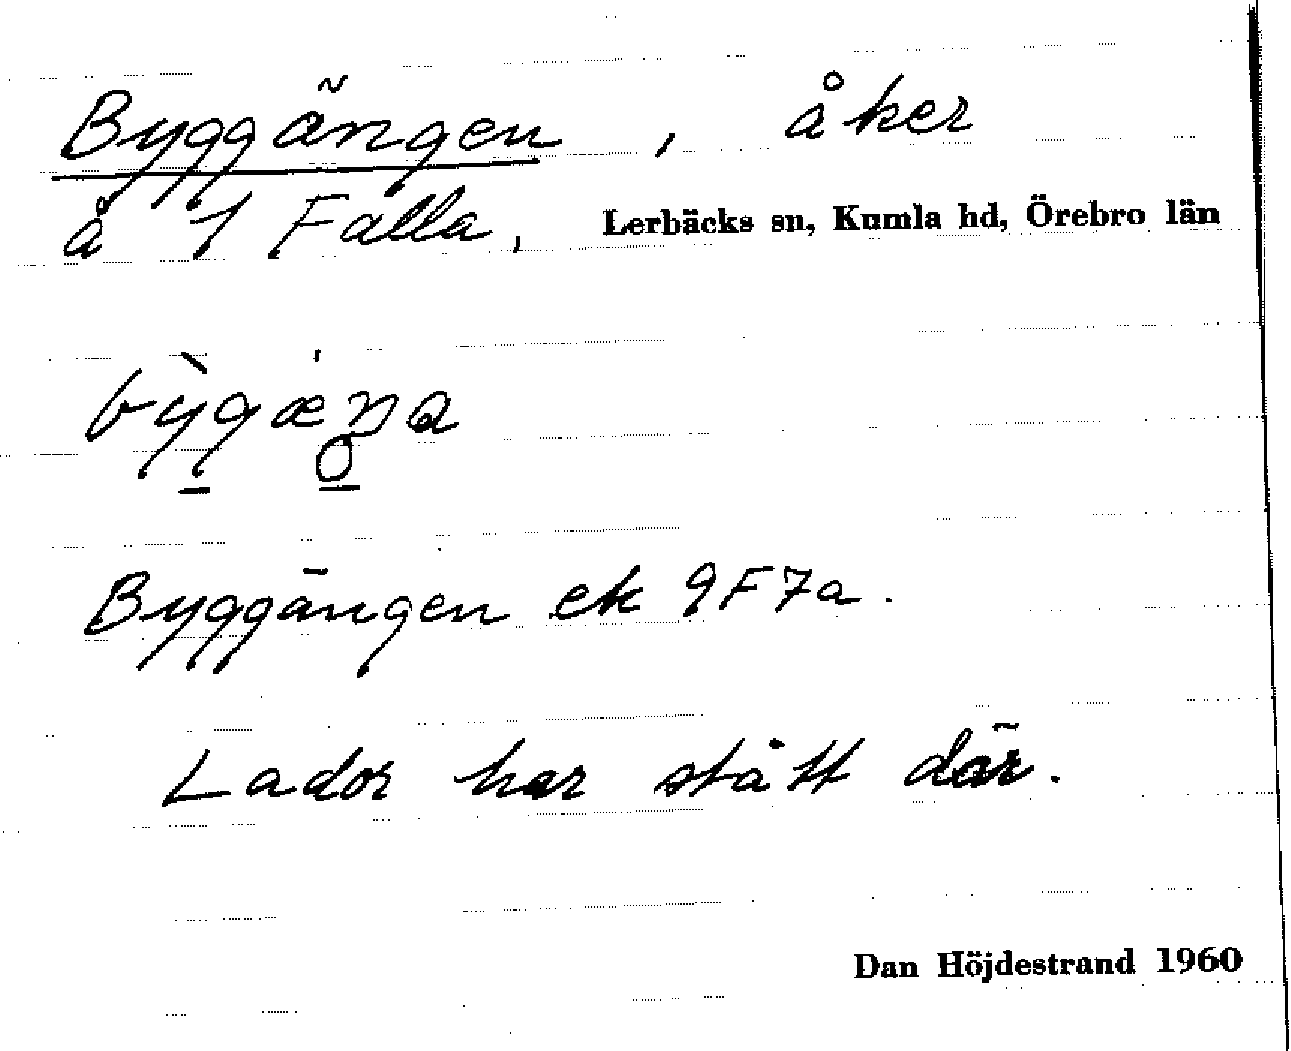 Byggängen, åker
å 1 Falla, Lerbäcks sn, Kumla hd, Örebro län
Byggängen ek 9F7a.
Lador har stått där.
Dan Höjdestrand 1960